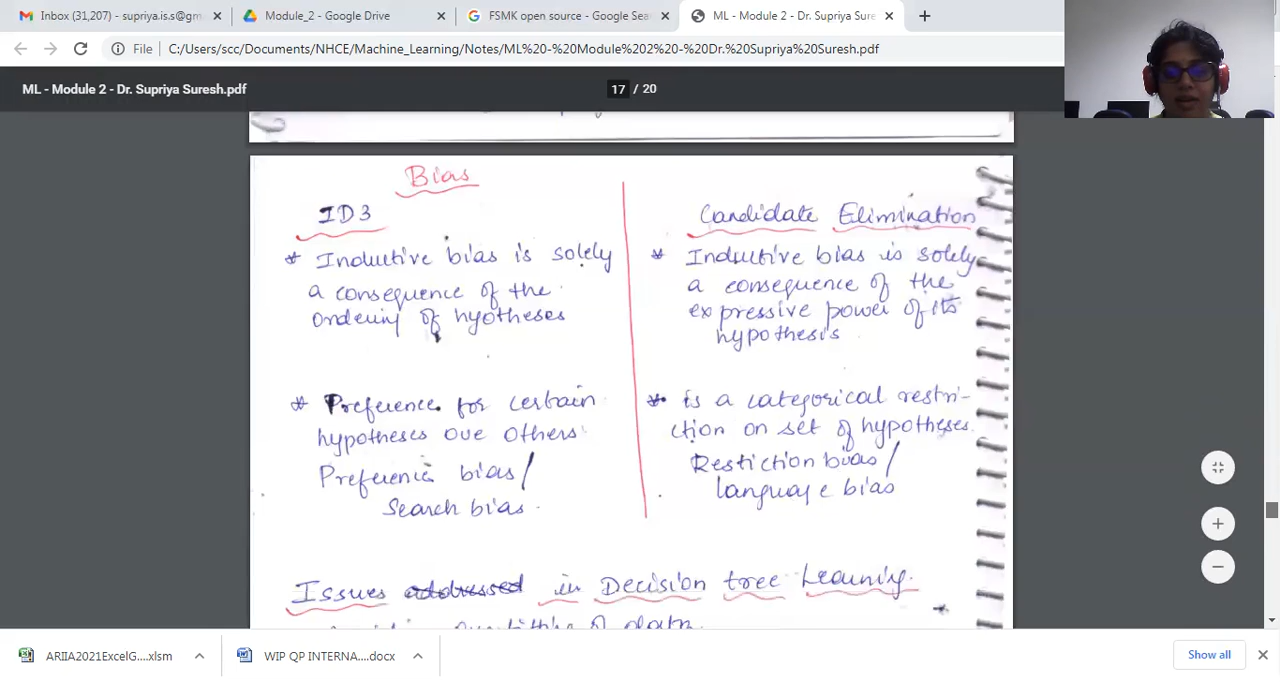 Inbox (31,207) - supriya.is.s@gm
Module_2 - Google Drive
FSMK open source - Google Sea
ML - Module 2 - Dr. Supriya Sure
File
C:/Users/scc/Documents/NHCE/Machine_Learning/Notes/ML%20-%20Module%202%20-%20Dr.%20Supriya%20Suresh.pdf
ML - Module 2 - Dr. Supriya Suresh.pdf
17 / 20
Bias
ID3
* Inductive bias is solely
a consequence of the
ordering of hyotheses
* Preference for certain
hypotheses ove others
Preference bias/
Search bias
Candidate Elimination
* Inductive bias is solely
a consequence of the
expressive power of its
hypothesis
* is a categorical restri-
ction on set of hypotheses
Restiction bias/
language bias
Issues addressed in Decision tree Learning.
of data
ARIIA2021ExcelG....xlsm
WIP QP INTERNA....docx
Show all